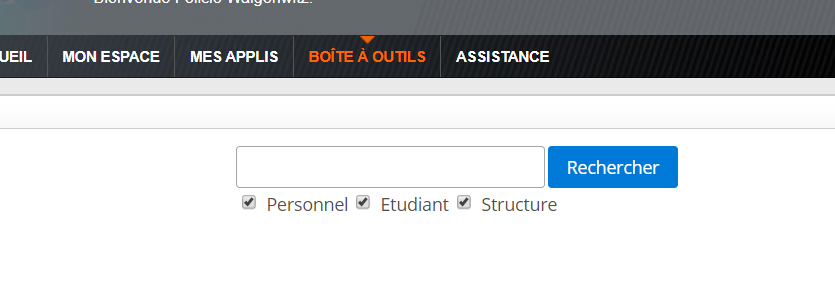 UEIL MON ESPACE MES APPLIS BOÎTE À OUTILS ASSISTANCE
Rechercher
Personnel Etudiant Structure